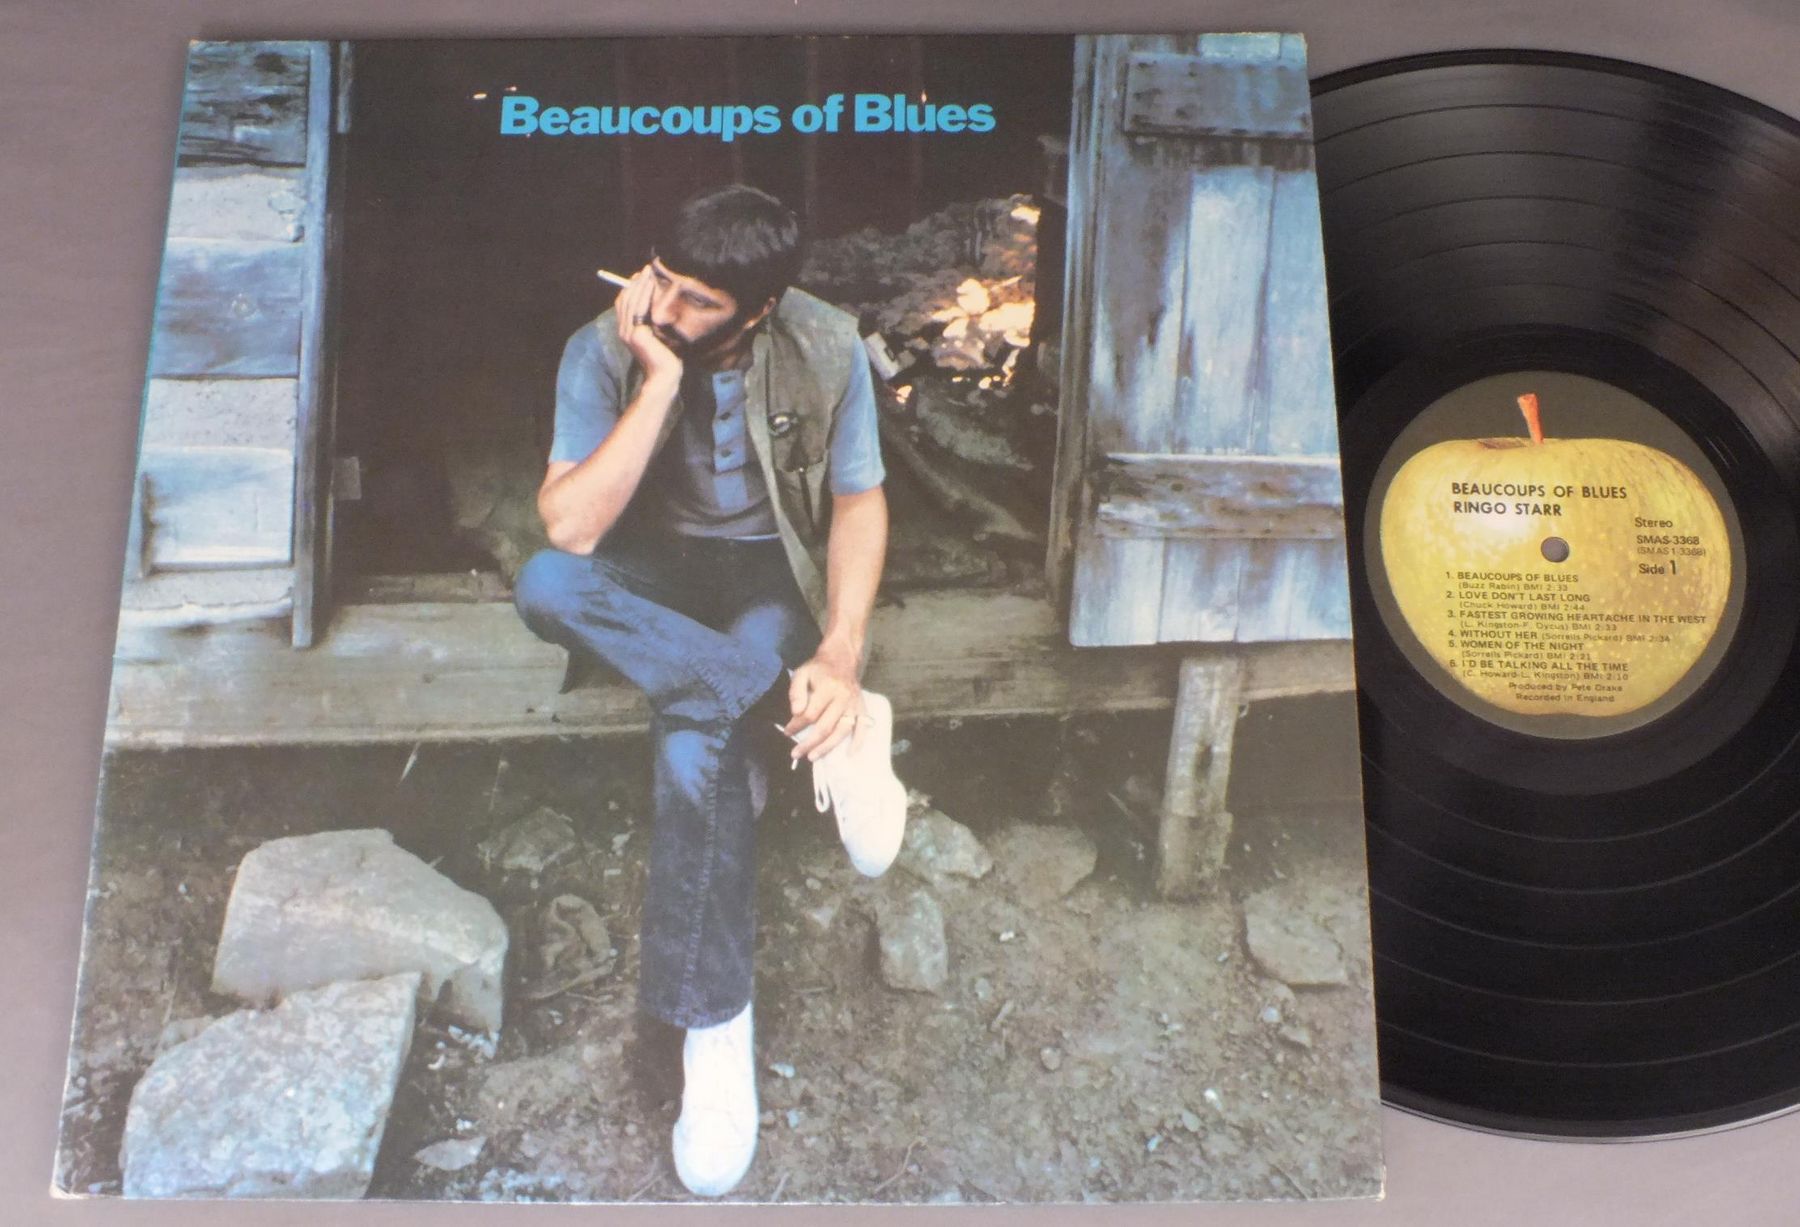 Beaucoups of Blues
BEAUCOUPS OF BLUES
RINGO STARR
Stereo
SMAS-3368
(SMAS 1 3368)
Side 1
1. BEAUCOUPS OF BLUES
(Buzz Rabin) BMI 2:33
2. LOVE DON'T LAST LONG
(Chuck Howard) BMI 2:44
3. FASTEST GROWING HEARTACHE IN THE WEST
(L. Kingston-F. Dycus) BMI 2:33
4. WITHOUT HER (Sorrells Pickard) BMI 2:34
5. WOMEN OF THE NIGHT
(Sorrells Pickard) BMI 2:21
6. I'D BE TALKING ALL THE TIME
(C. Howard-L. Kingston) BMI 2:10
Produced by Pete Drake
Recorded in England